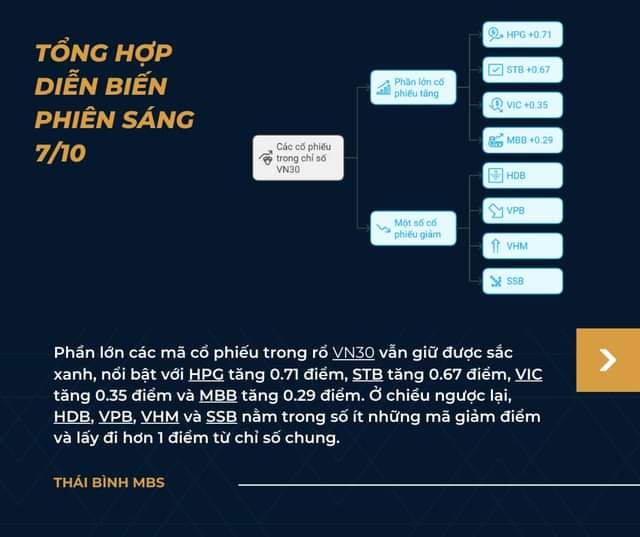 TỔNG HỢP
DIỄN BIẾN
PHIÊN SÁNG
7/10
Các cổ phiếu
trong chỉ số
VN30
Phần lớn cổ
phiếu tăng
HPG +0.71
STB +0.67
VIC +0.35
MBB +0.29
Một số cổ
phiếu giảm
HDB
VPB
VHM
SSB
Phần lớn các mã cổ phiếu trong rổ VN30 vẫn giữ được sắc
xanh, nổi bật với HPG tăng 0.71 điểm, STB tăng 0.67 điểm, VIC
tăng 0.35 điểm và MBB tăng 0.29 điểm. Ở chiều ngược lại,
HDB, VPB, VHM và SSB nằm trong số ít những mã giảm điểm
và lấy đi hơn 1 điểm từ chỉ số chung.
THÁI BÌNH MBS